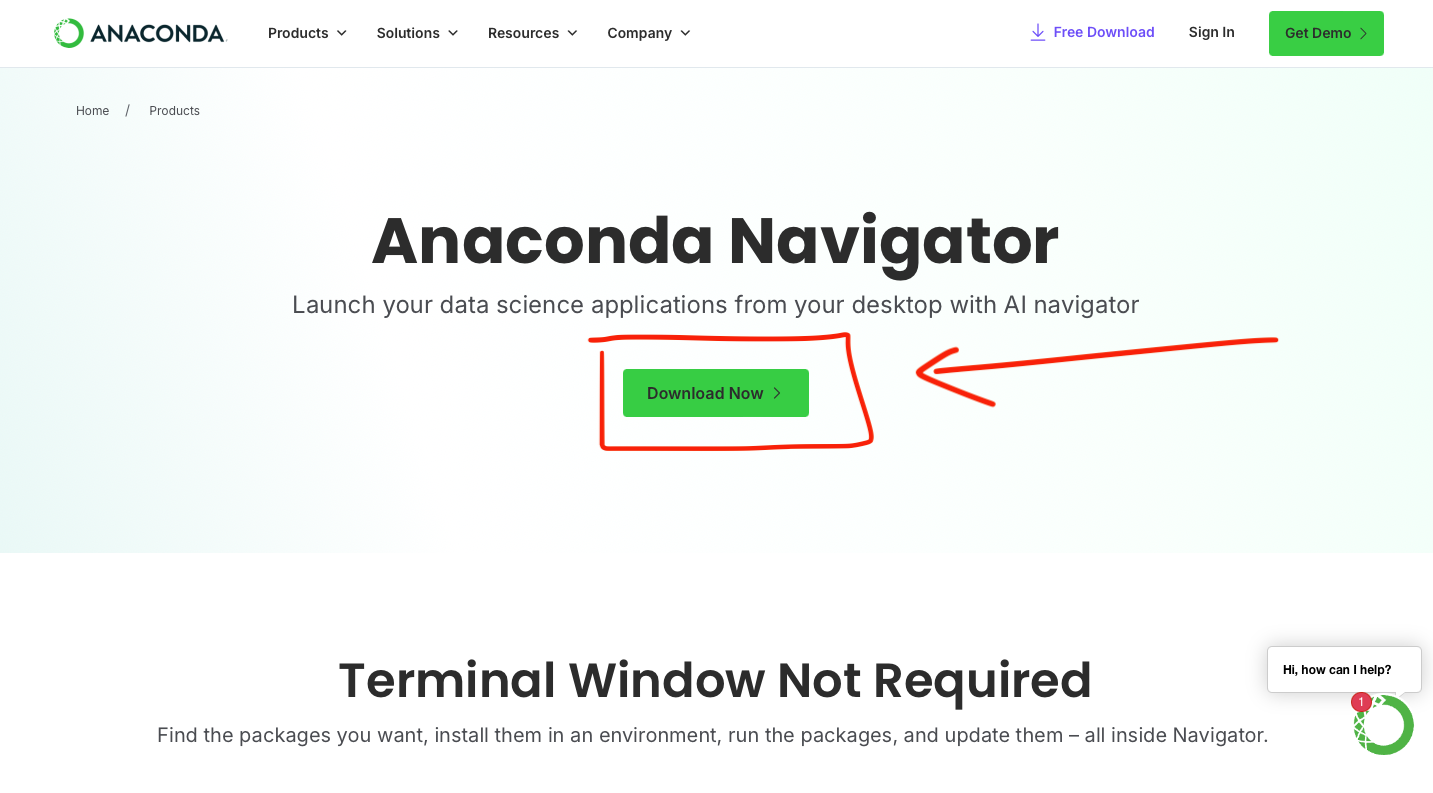 ANACONDA.
Products
Solutions
Resources
Company
Free Download
Sign In
Get Demo
Home / Products
Anaconda Navigator
Launch your data science applications from your desktop with AI navigator
Download Now
Terminal Window Not Required
Find the packages you want, install them in an environment, run the packages, and update them – all inside Navigator.
Hi, how can I help?
1